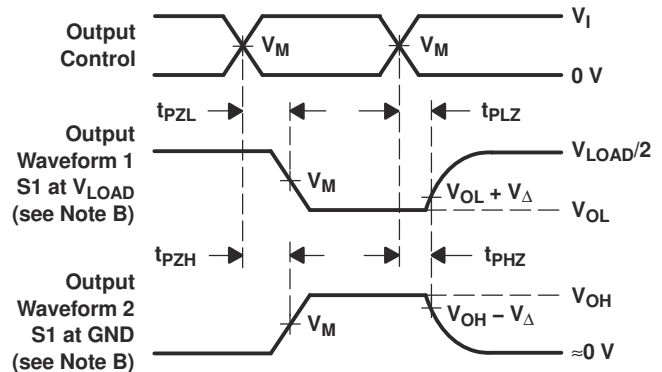 Output
Control
V_I
V_M
V_M
0 V
t_PZL
t_PLZ
Output
Waveform 1
S1 at V_LOAD
(see Note B)
V_LOAD/2
V_M
V_OL + V_Δ
V_OL
t_PZH
t_PHZ
Output
Waveform 2
S1 at GND
(see Note B)
V_OH
V_M
V_OH − V_Δ
≈0 V